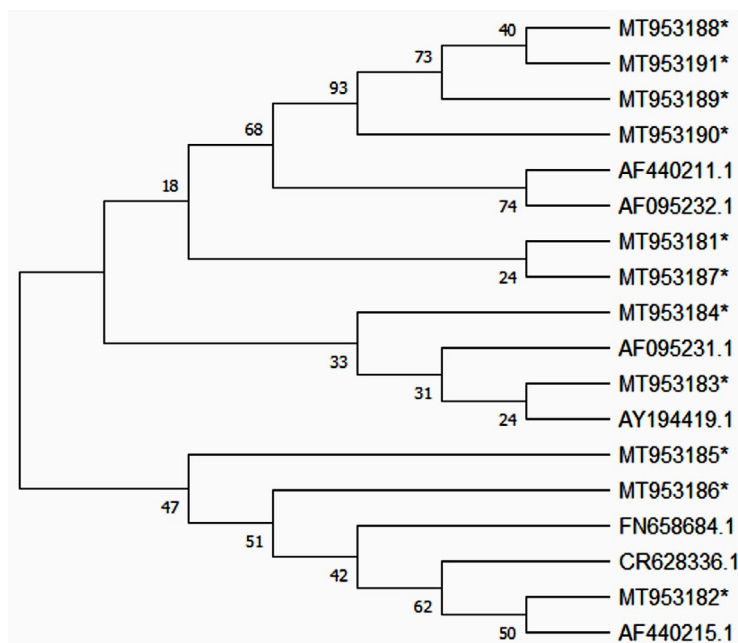 40
MT953188*
73
MT953191*
93
MT953189*
68
MT953190*
18
AF440211.1
74
AF095232.1
MT953181*
24
MT953187*
MT953184*
33
AF095231.1
31
MT953183*
24
AY194419.1
MT953185*
47
MT953186*
51
FN658684.1
42
CR628336.1
62
MT953182*
50
AF440215.1